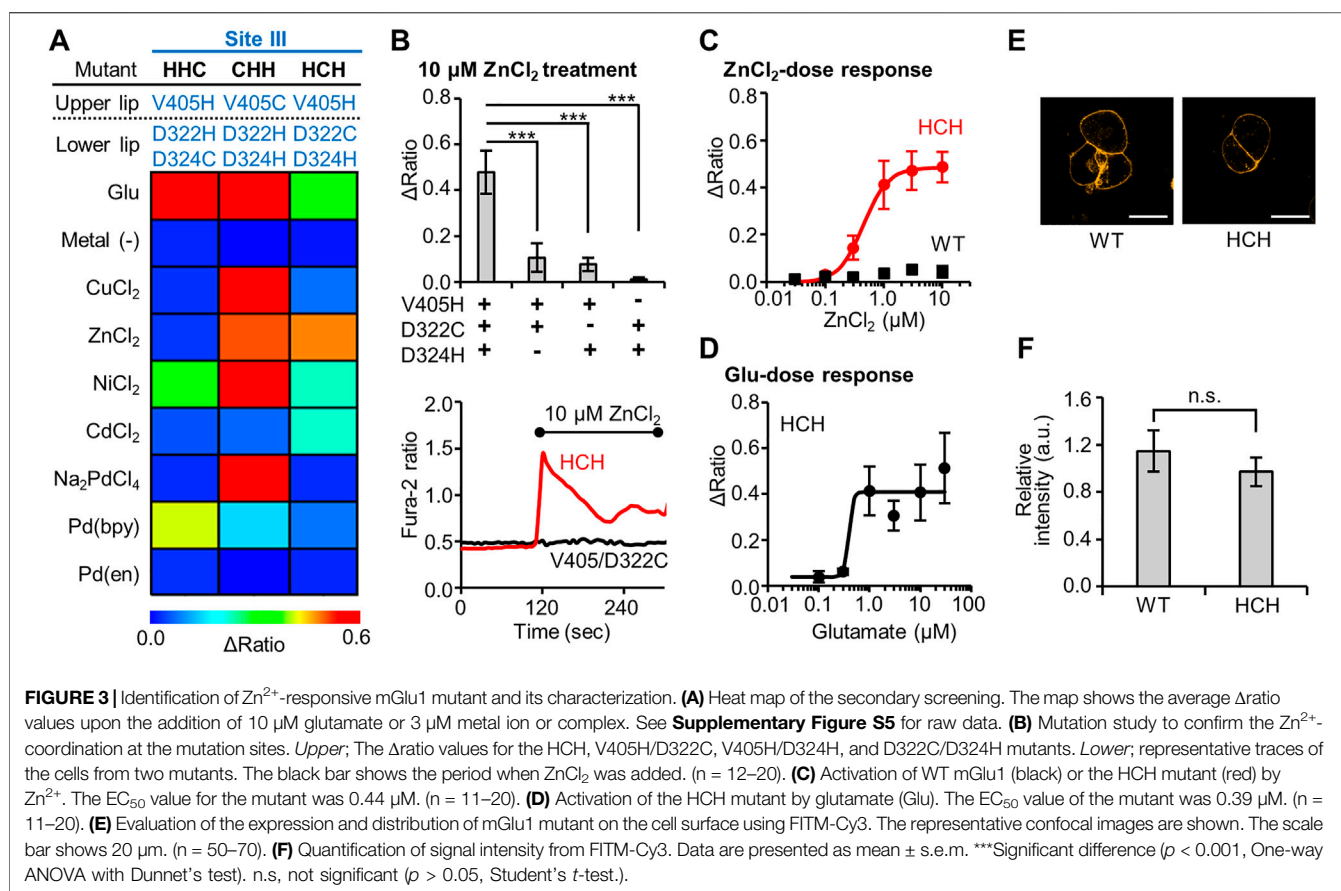 A
Site III
Mutant HHC CHH HCH
Upper lip V405H V405C V405H
Lower lip D322H D322H D322C
D324C D324H D324H
Glu
Metal (-)
CuCl2
ZnCl2
NiCl2
CdCl2
Na2PdCl4
Pd(bpy)
Pd(en)
0.0 0.6
ΔRatio
B
10 µM ZnCl2 treatment
ΔRatio
0.8
0.6
0.4
0.2
0.0
***
***
***
V405H + + + -
D322C + + - +
D324H + - + +
Fura-2 ratio
2.0
1.5
1.0
0.5
0.0
10 µM ZnCl2
HCH
V405/D322C
0 120 240
Time (sec)
C
ZnCl2-dose response
ΔRatio
0.8
0.6
0.4
0.2
0.0
HCH
WT
0.01 0.1 1.0 10
ZnCl2 (µM)
D
Glu-dose response
HCH
ΔRatio
0.8
0.6
0.4
0.2
0.0
0.01 0.1 1.0 10 100
Glutamate (µM)
E
WT HCH
F
Relative
intensity (a.u.)
1.6
1.2
0.8
0.4
0.0
n.s.
WT HCH
FIGURE 3 | Identification of Zn2+-responsive mGlu1 mutant and its characterization. (A) Heat map of the secondary screening. The map shows the average Δratio
values upon the addition of 10 µM glutamate or 3 µM metal ion or complex. See Supplementary Figure S5 for raw data. (B) Mutation study to confirm the Zn2+-
coordination at the mutation sites. Upper; The Δratio values for the HCH, V405H/D322C, V405H/D324H, and D322C/D324H mutants. Lower; representative traces of
the cells from two mutants. The black bar shows the period when ZnCl2 was added. (n = 12–20). (C) Activation of WT mGlu1 (black) or the HCH mutant (red) by
Zn2+. The EC50 value for the mutant was 0.44 µM. (n = 11–20). (D) Activation of the HCH mutant by glutamate (Glu). The EC50 value of the mutant was 0.39 µM. (n =
11–20). (E) Evaluation of the expression and distribution of mGlu1 mutant on the cell surface using FITM-Cy3. The representative confocal images are shown. The scale
bar shows 20 µm. (n = 50–70). (F) Quantification of signal intensity from FITM-Cy3. Data are presented as mean ± s.e.m. ***Significant difference (p < 0.001, One-way
ANOVA with Dunnet's test). n.s, not significant (p > 0.05, Student's t-test.).